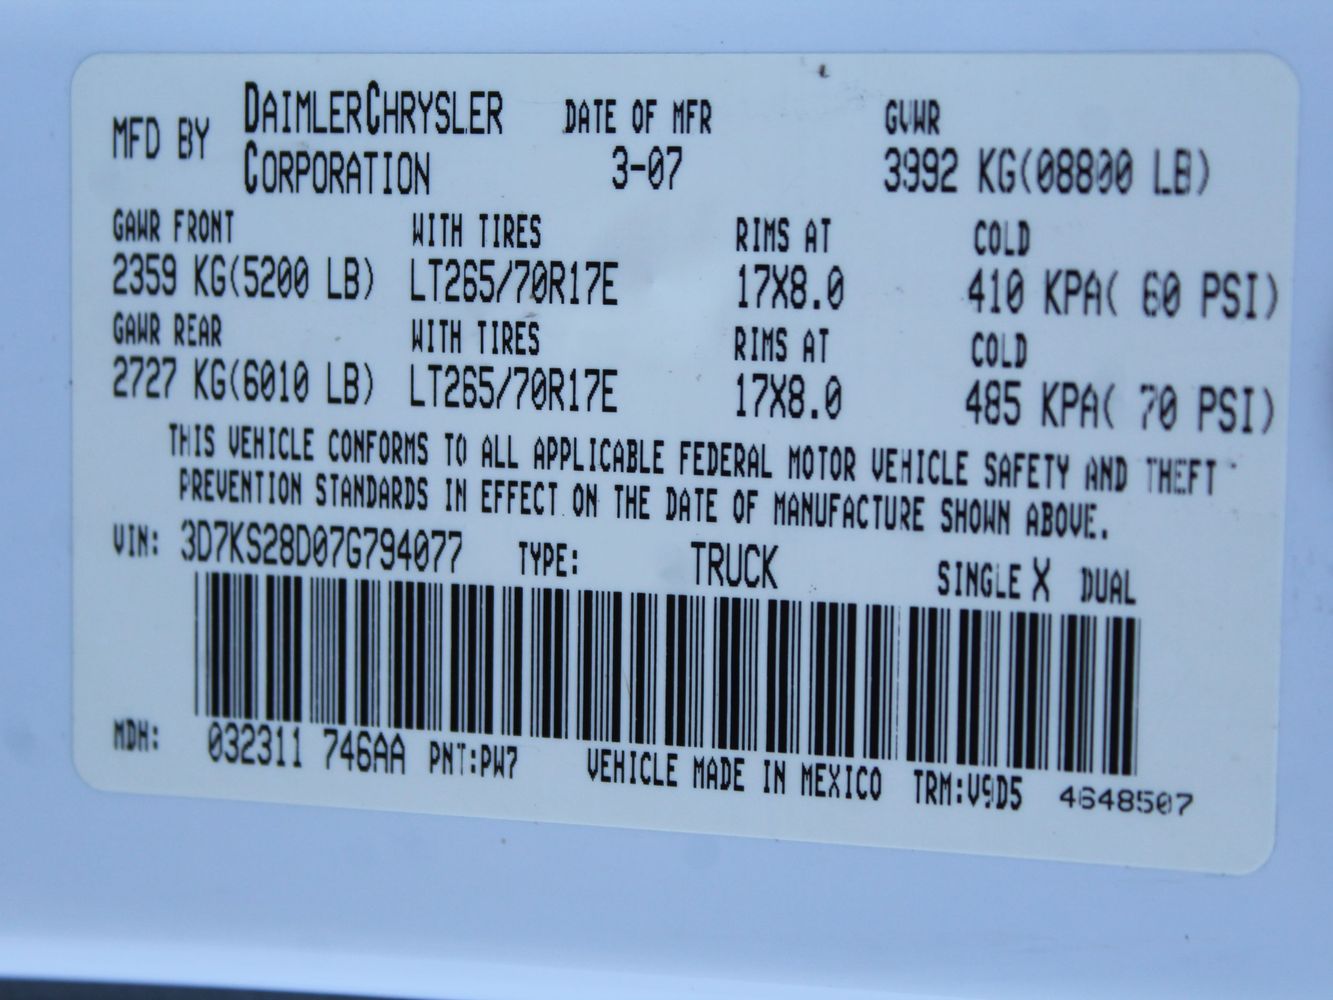 MFD BY DAIMLERCHRYSLER CORPORATION DATE OF MFR 3-07 GVWR 3992 KG(08800 LB)
GAWR FRONT WITH TIRES RIMS AT COLD
2359 KG(5200 LB) LT265/70R17E 17X8.0 410 KPA( 60 PSI)
GAWR REAR WITH TIRES RIMS AT COLD
2727 KG(6010 LB) LT265/70R17E 17X8.0 485 KPA( 70 PSI)
THIS VEHICLE CONFORMS TO ALL APPLICABLE FEDERAL MOTOR VEHICLE SAFETY AND THEFT
PREVENTION STANDARDS IN EFFECT ON THE DATE OF MANUFACTURE SHOWN ABOVE.
VIN: 3D7KS28D07G794077 TYPE: TRUCK SINGLE X DUAL
MDH: 032311 746AA PNT:PW7 VEHICLE MADE IN MEXICO TRM:V9D5 4648507